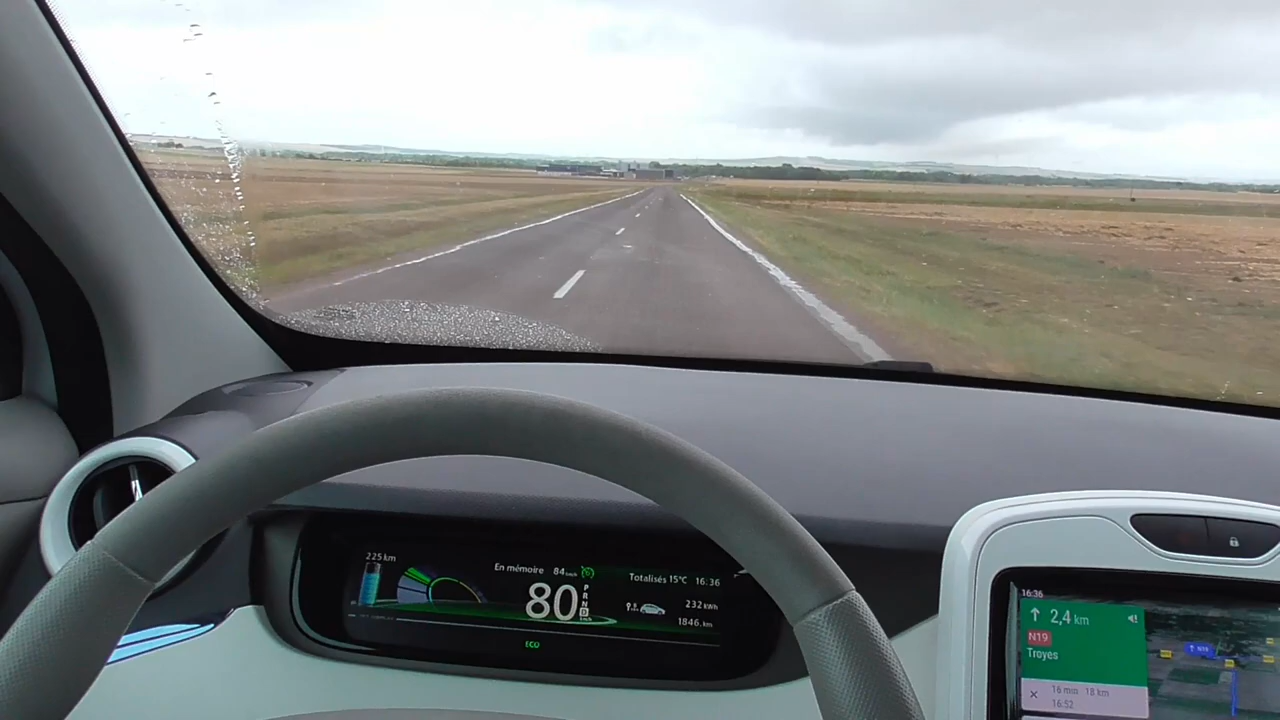 225 km
En mémoire 84 km/h
Totalisés 15°C 16:36
80
km/h
P
R
N
D
232 kWh
1846. km
ECO
16:36
2,4 km
N19
Troyes
16 min 18 km
16:52